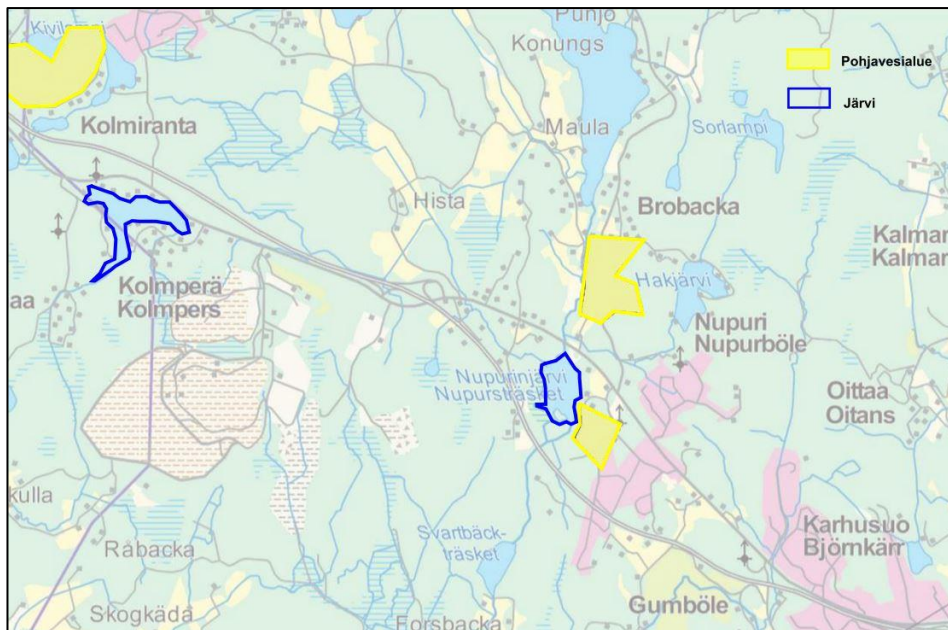 Kivilampi
Punjo
Konungs
Pohjavesialue
Järvi
Kolmiranta
Maula
Sorlampi
Hista
Brobacka
Kalmar
Kalmar
Hakjärvi
aa
Kolmperä
Kolmpers
Nupuri
Nupurböle
Nupurinjärvi
Nupursträsket
Oittaa
Oitans
kulla
Svartbäck-
träsket
Råbacka
Karhusuo
Björnkärr
Skogkäda
Forsbacka
Gumböle